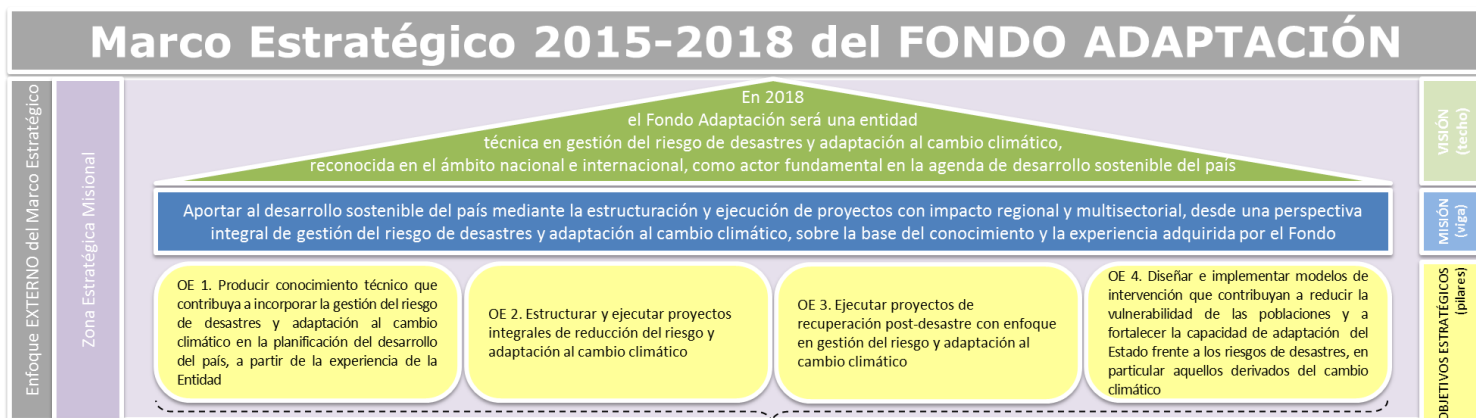 Marco Estratégico 2015-2018 del FONDO ADAPTACIÓN
Enfoque EXTERNO del Marco Estratégico
Zona Estratégica Misional
En 2018
el Fondo Adaptación será una entidad
técnica en gestión del riesgo de desastres y adaptación al cambio climático,
reconocida en el ámbito nacional e internacional, como actor fundamental en la agenda de desarrollo sostenible del país
VISIÓN
(techo)
Aportar al desarrollo sostenible del país mediante la estructuración y ejecución de proyectos con impacto regional y multisectorial, desde una perspectiva
integral de gestión del riesgo de desastres y adaptación al cambio climático, sobre la base del conocimiento y la experiencia adquirida por el Fondo
MISIÓN
(viga)
OE 1. Producir conocimiento técnico que
contribuya a incorporar la gestión del riesgo
de desastres y adaptación al cambio
climático en la planificación del desarrollo
del país, a partir de la experiencia de la
Entidad
OE 2. Estructurar y ejecutar proyectos
integrales de reducción del riesgo y
adaptación al cambio climático
OE 3. Ejecutar proyectos de
recuperación post-desastre con enfoque
en gestión del riesgo y adaptación al
cambio climático
OE 4. Diseñar e implementar modelos de
intervención que contribuyan a reducir la
vulnerabilidad de las poblaciones y a
fortalecer la capacidad de adaptación del
Estado frente a los riesgos de desastres, en
particular aquellos derivados del cambio
climático
OBJETIVOS ESTRATÉGICOS
(pilares)